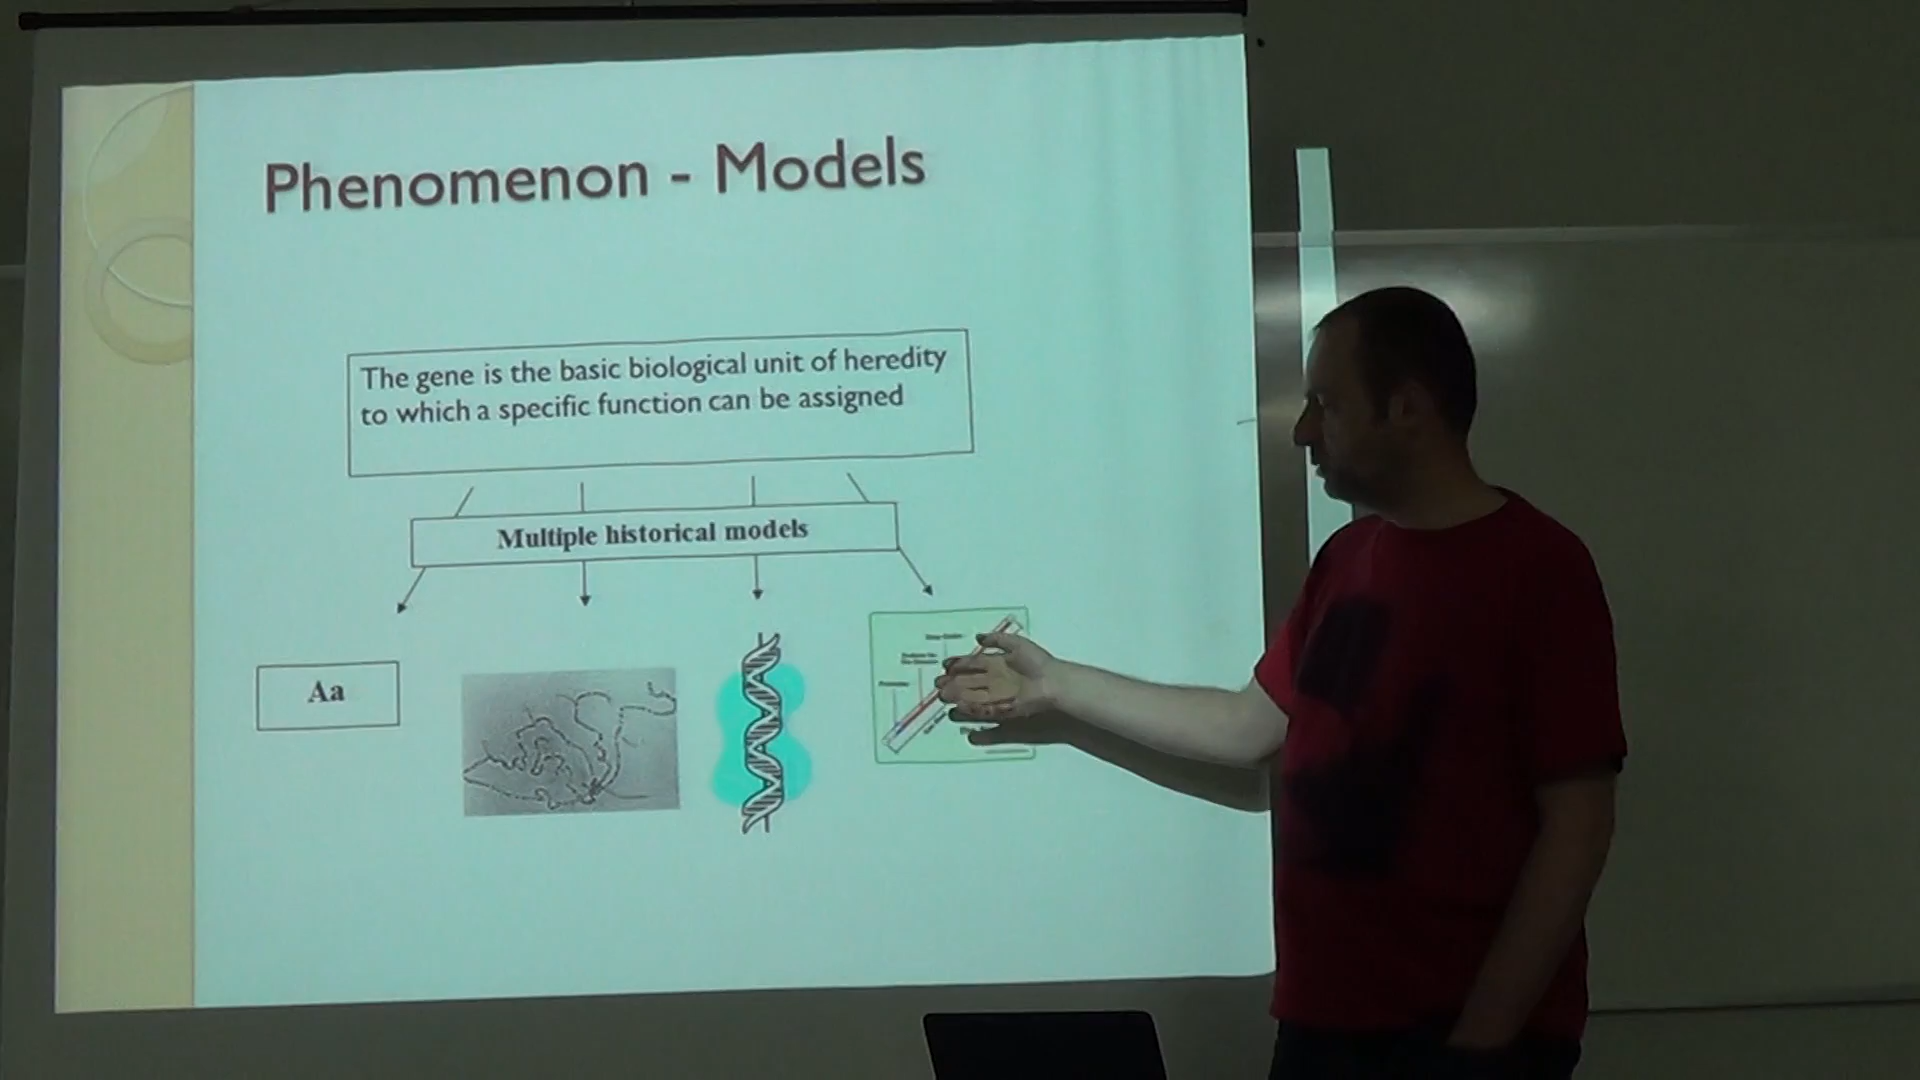 Phenomenon - Models
The gene is the basic biological unit of heredity
to which a specific function can be assigned
Multiple historical models
Aa